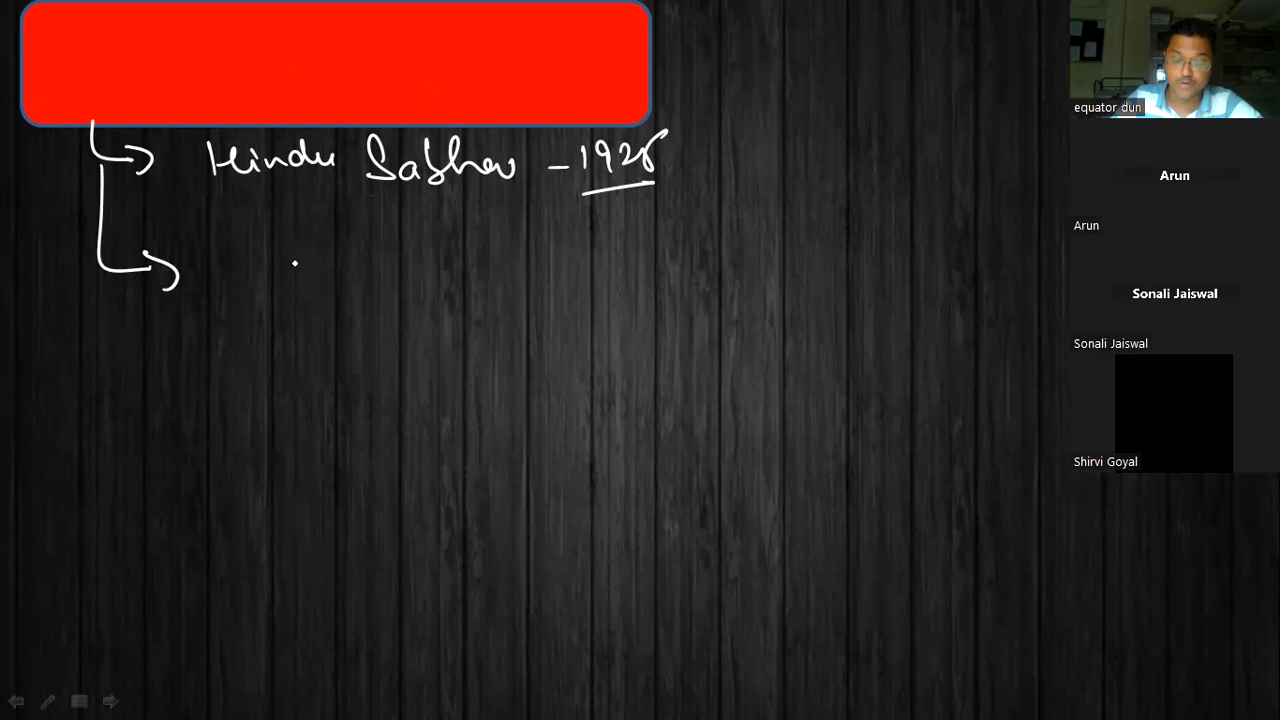 Hindu Sabha - 1928
equator dun
Arun
Arun
Sonali Jaiswal
Sonali Jaiswal
Shirvi Goyal